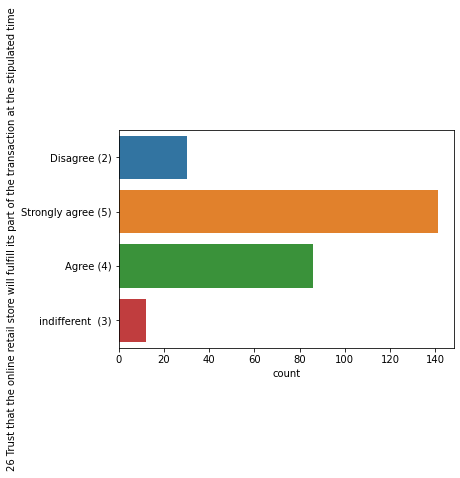 26 Trust that the online retail store will fulfill its part of the transaction at the stipulated time
Disagree (2)
Strongly agree (5)
Agree (4)
indifferent  (3)
0 20 40 60 80 100 120 140
count